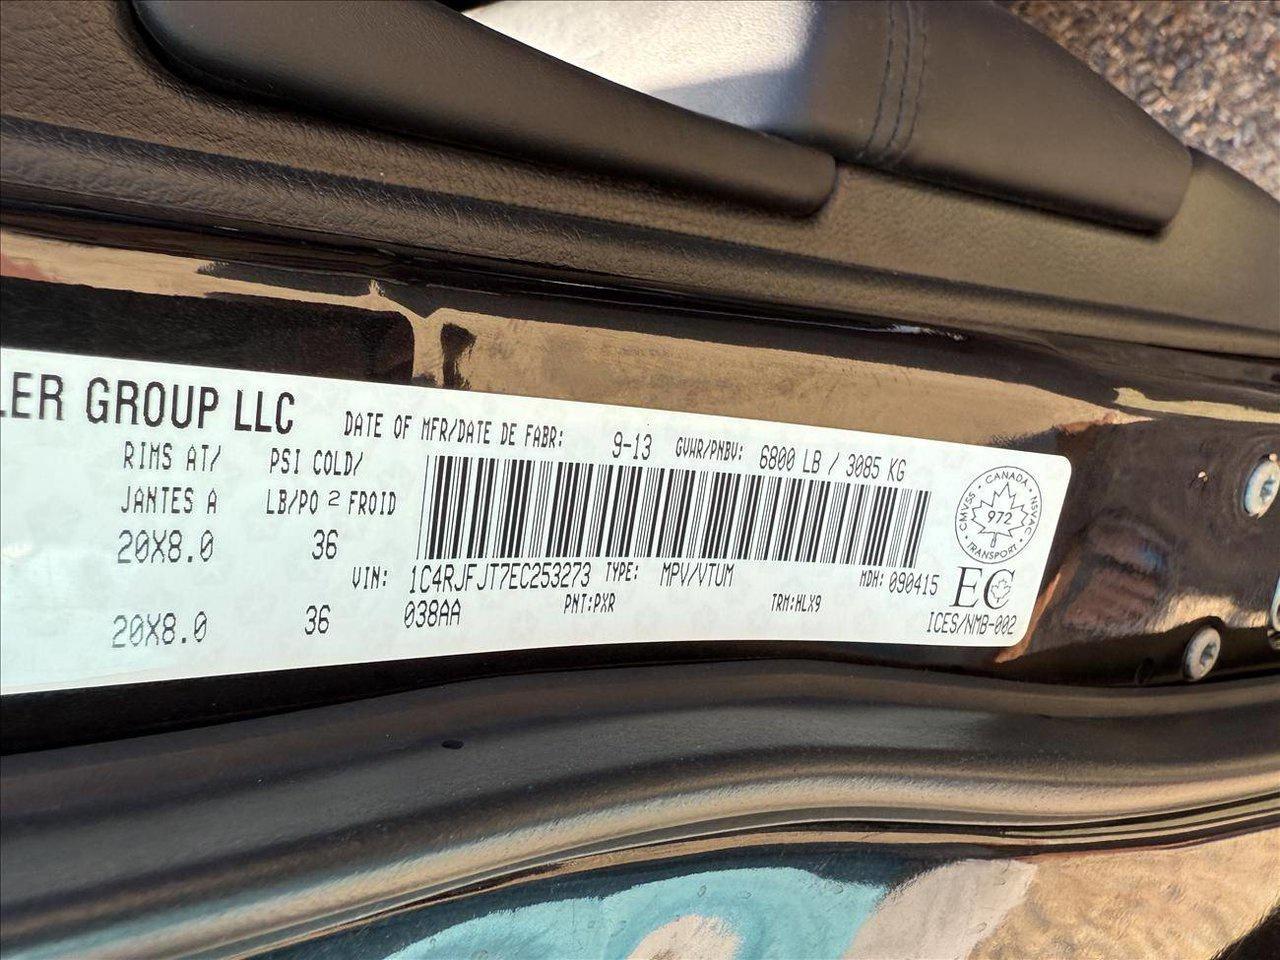 LER GROUP LLC
DATE OF MFR/DATE DE FABR: 9-13 GVWR/PNBV: 6800 LB / 3085 KG
RIMS AT/ PSI COLD/
JANTES A LB/PO 2 FROID
20X8.0 36
VIN: 1C4RJFJT7EC253273 TYPE: MPV/VTUM MDH: 090415
038AA PNT:PXR TRM:HLX9
20X8.0 36
CANADA
CMVSS NSVAC
972
TRANSPORT
EC
ICES/NMB-002